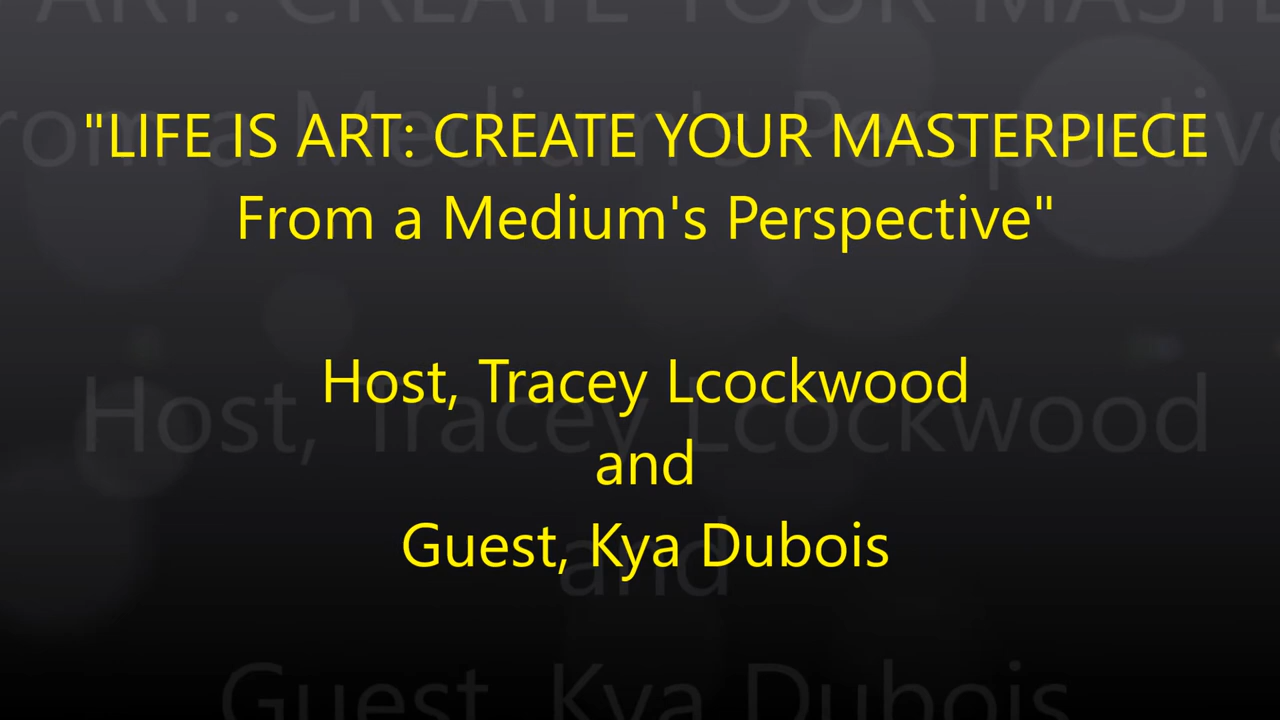 "LIFE IS ART: CREATE YOUR MASTERPIECE
From a Medium's Perspective"
Host, Tracey Lcockwood
and
Guest, Kya Dubois